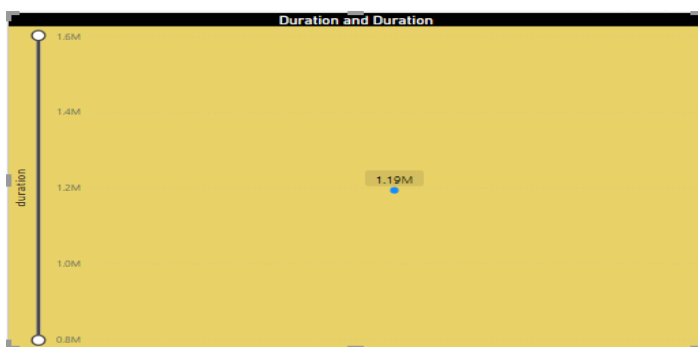 Duration and Duration
1.6M
1.4M
1.19M
1.2M
duration
1.0M
0.8M